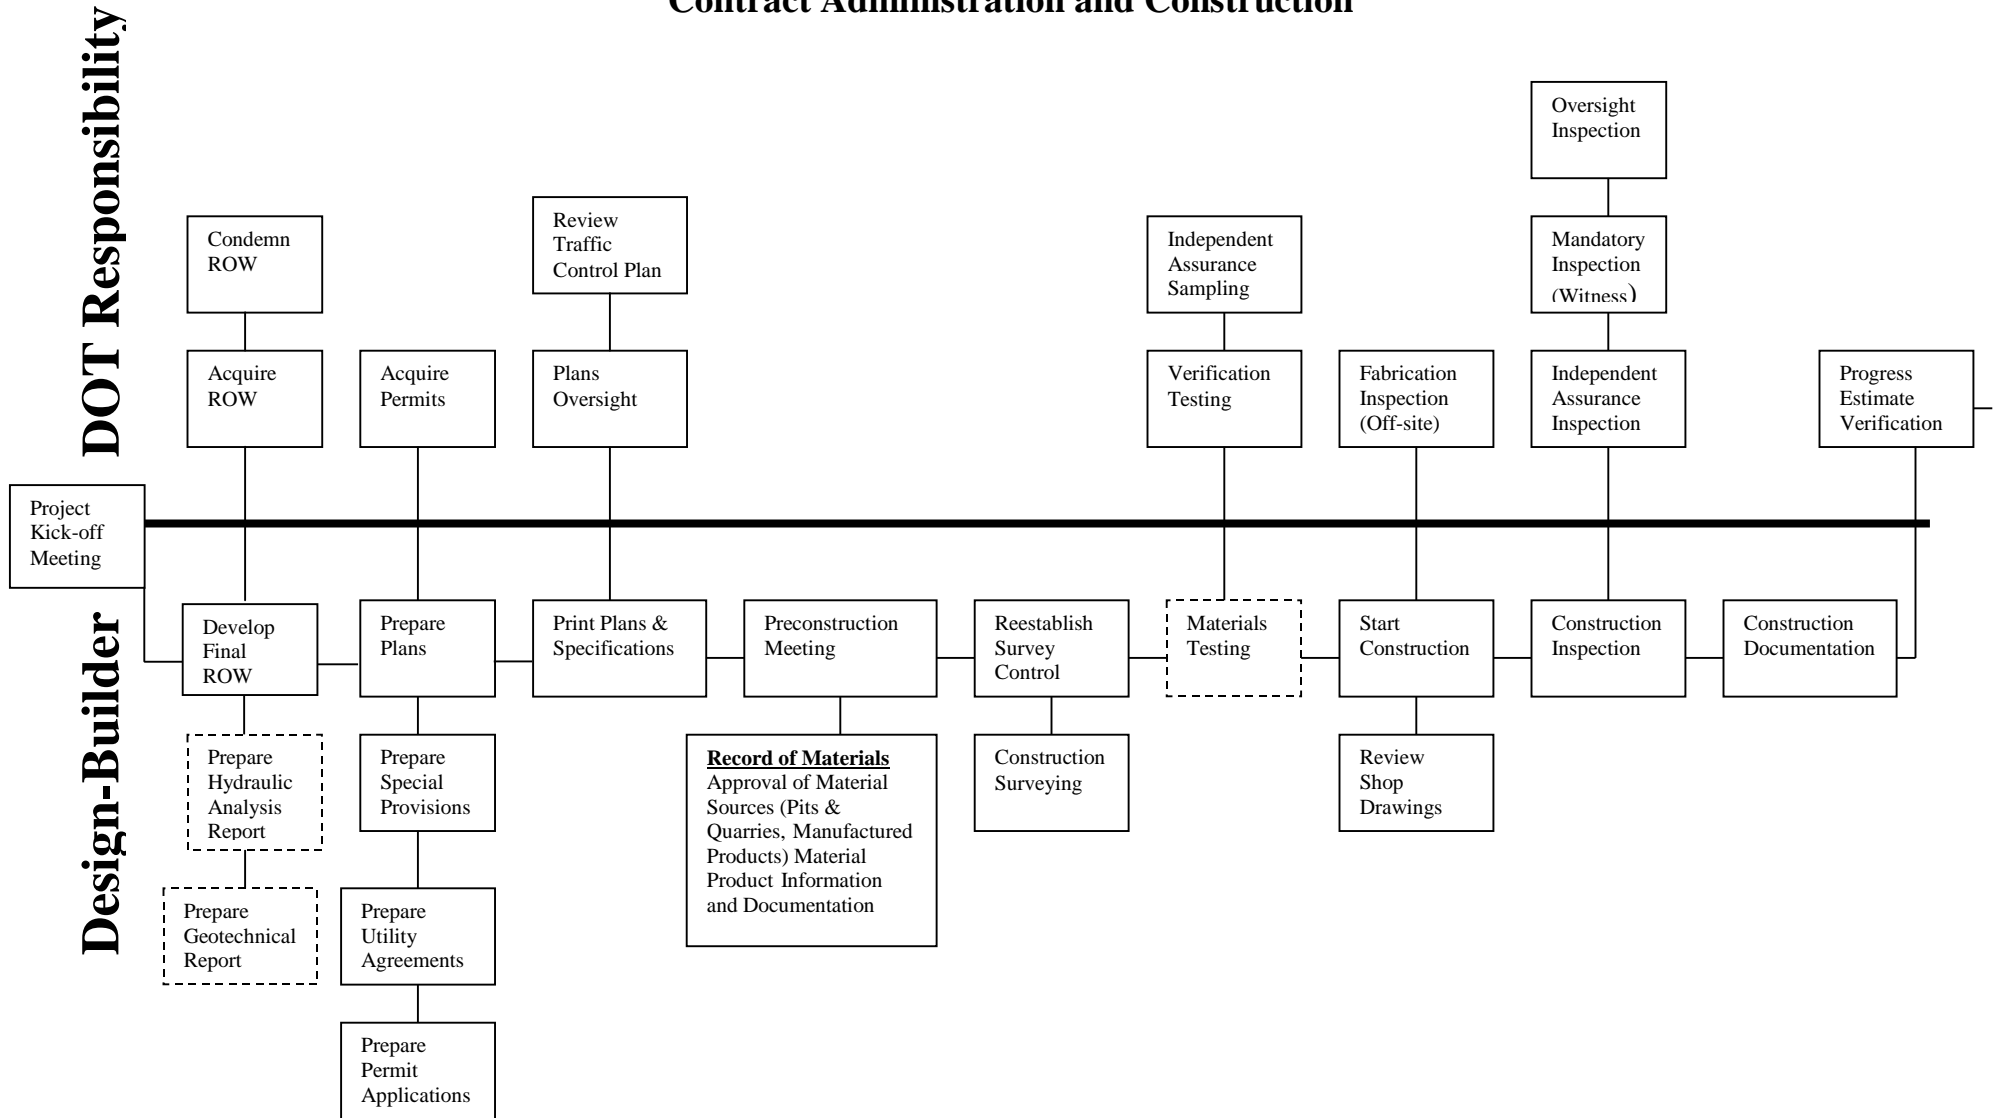 Contract Administration and Construction
DOT Responsibility
Design-Builder
Oversight
Inspection
Condemn
ROW
Review
Traffic
Control Plan
Independent
Assurance
Sampling
Mandatory
Inspection
(Witness)
Acquire
ROW
Acquire
Permits
Plans
Oversight
Verification
Testing
Fabrication
Inspection
(Off-site)
Independent
Assurance
Inspection
Progress
Estimate
Verification
Project
Kick-off
Meeting
Develop
Final
ROW
Prepare
Plans
Print Plans &
Specifications
Preconstruction
Meeting
Reestablish
Survey
Control
Materials
Testing
Start
Construction
Construction
Inspection
Construction
Documentation
Prepare
Hydraulic
Analysis
Report
Prepare
Special
Provisions
Record of Materials
Approval of Material
Sources (Pits &
Quarries, Manufactured
Products) Material
Product Information
and Documentation
Construction
Surveying
Review
Shop
Drawings
Prepare
Geotechnical
Report
Prepare
Utility
Agreements
Prepare
Permit
Applications